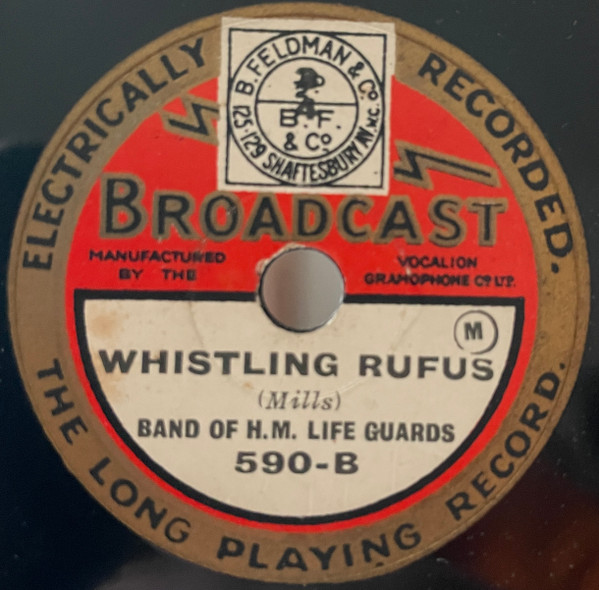 ELECTRICALLY RECORDED.
B. FELDMAN & Co
B. F.
& Co
125-129 SHAFTESBURY AV. W.C.
BROADCAST
MANUFACTURED BY THE
VOCALION GRAMOPHONE Co LTD.
M
WHISTLING RUFUS
(Mills)
BAND OF H.M. LIFE GUARDS
590-B
THE LONG PLAYING RECORD.